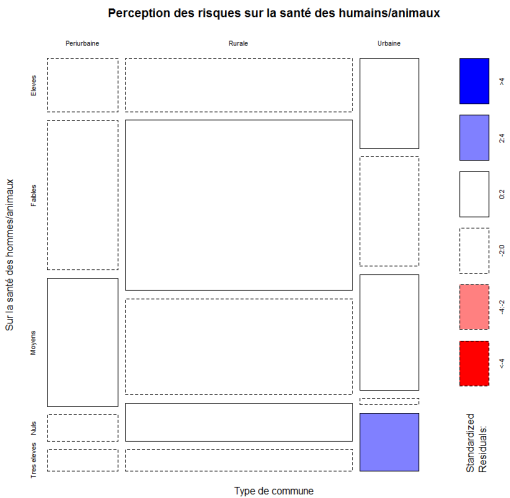 Perception des risques sur la santé des humains/animaux
Periurbaine
Rurale
Urbaine
Eleves
Faibles
Moyens
Nuls
Tres eleves
Sur la santé des hommes/animaux
Type de commune
>4
2:4
0:2
-2:0
-4:-2
<-4
Standardized
Residuals: